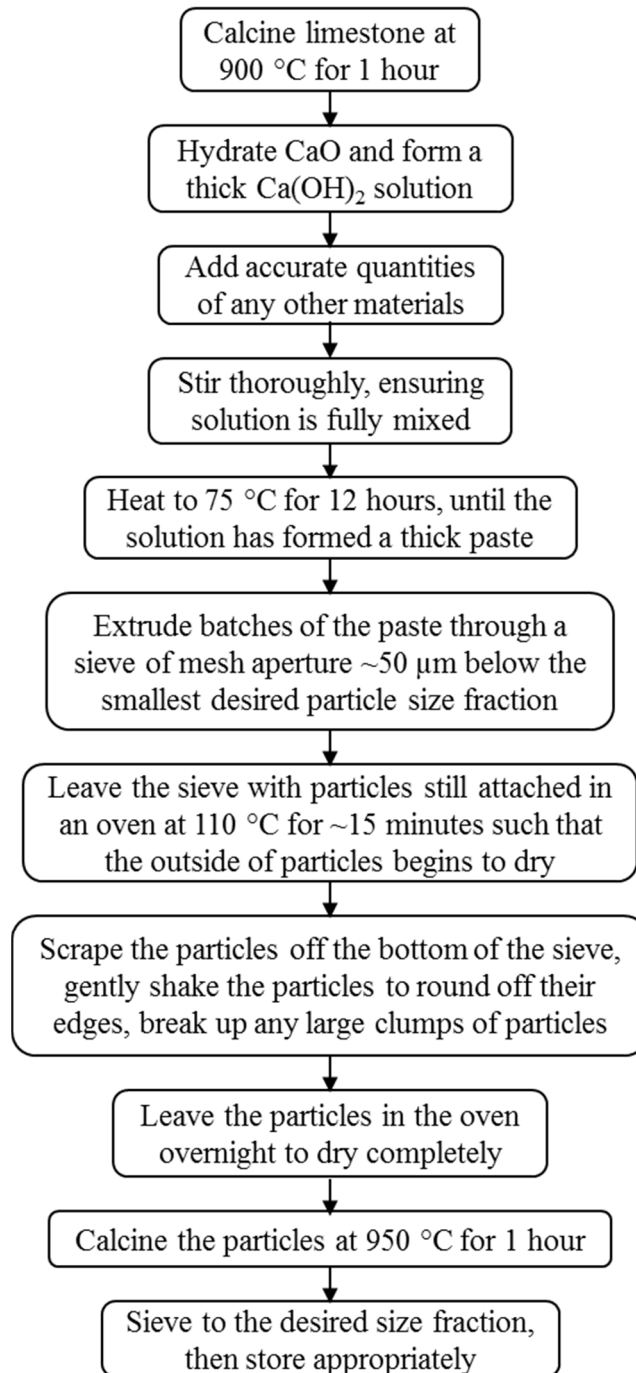 Calcine limestone at
900 °C for 1 hour
Hydrate CaO and form a
thick Ca(OH)₂ solution
Add accurate quantities
of any other materials
Stir thoroughly, ensuring
solution is fully mixed
Heat to 75 °C for 12 hours, until the
solution has formed a thick paste
Extrude batches of the paste through a
sieve of mesh aperture ~50 µm below the
smallest desired particle size fraction
Leave the sieve with particles still attached in
an oven at 110 °C for ~15 minutes such that
the outside of particles begins to dry
Scrape the particles off the bottom of the sieve,
gently shake the particles to round off their
edges, break up any large clumps of particles
Leave the particles in the oven
overnight to dry completely
Calcine the particles at 950 °C for 1 hour
Sieve to the desired size fraction,
then store appropriately